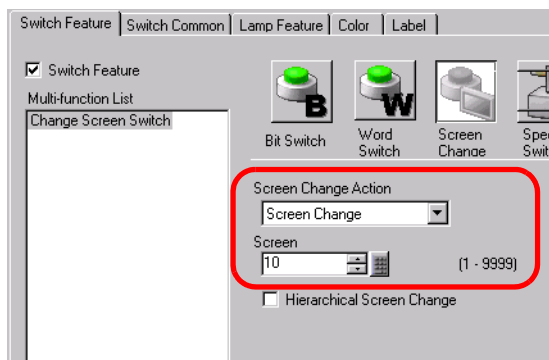 Switch Feature Switch Common Lamp Feature Color Label
Switch Feature
Multi-function List
Change Screen Switch
B W
Bit Switch Word Switch Screen Change
Screen Change Action
Screen Change
Screen
10 (1 - 9999)
Hierarchical Screen Change